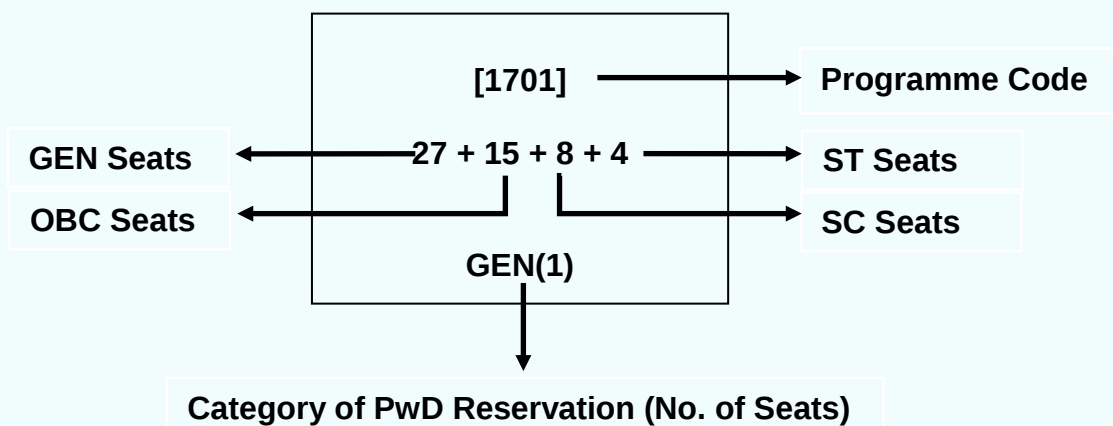 [1701]
Programme Code
GEN Seats
27 + 15 + 8 + 4
ST Seats
OBC Seats
SC Seats
GEN(1)
Category of PwD Reservation (No. of Seats)